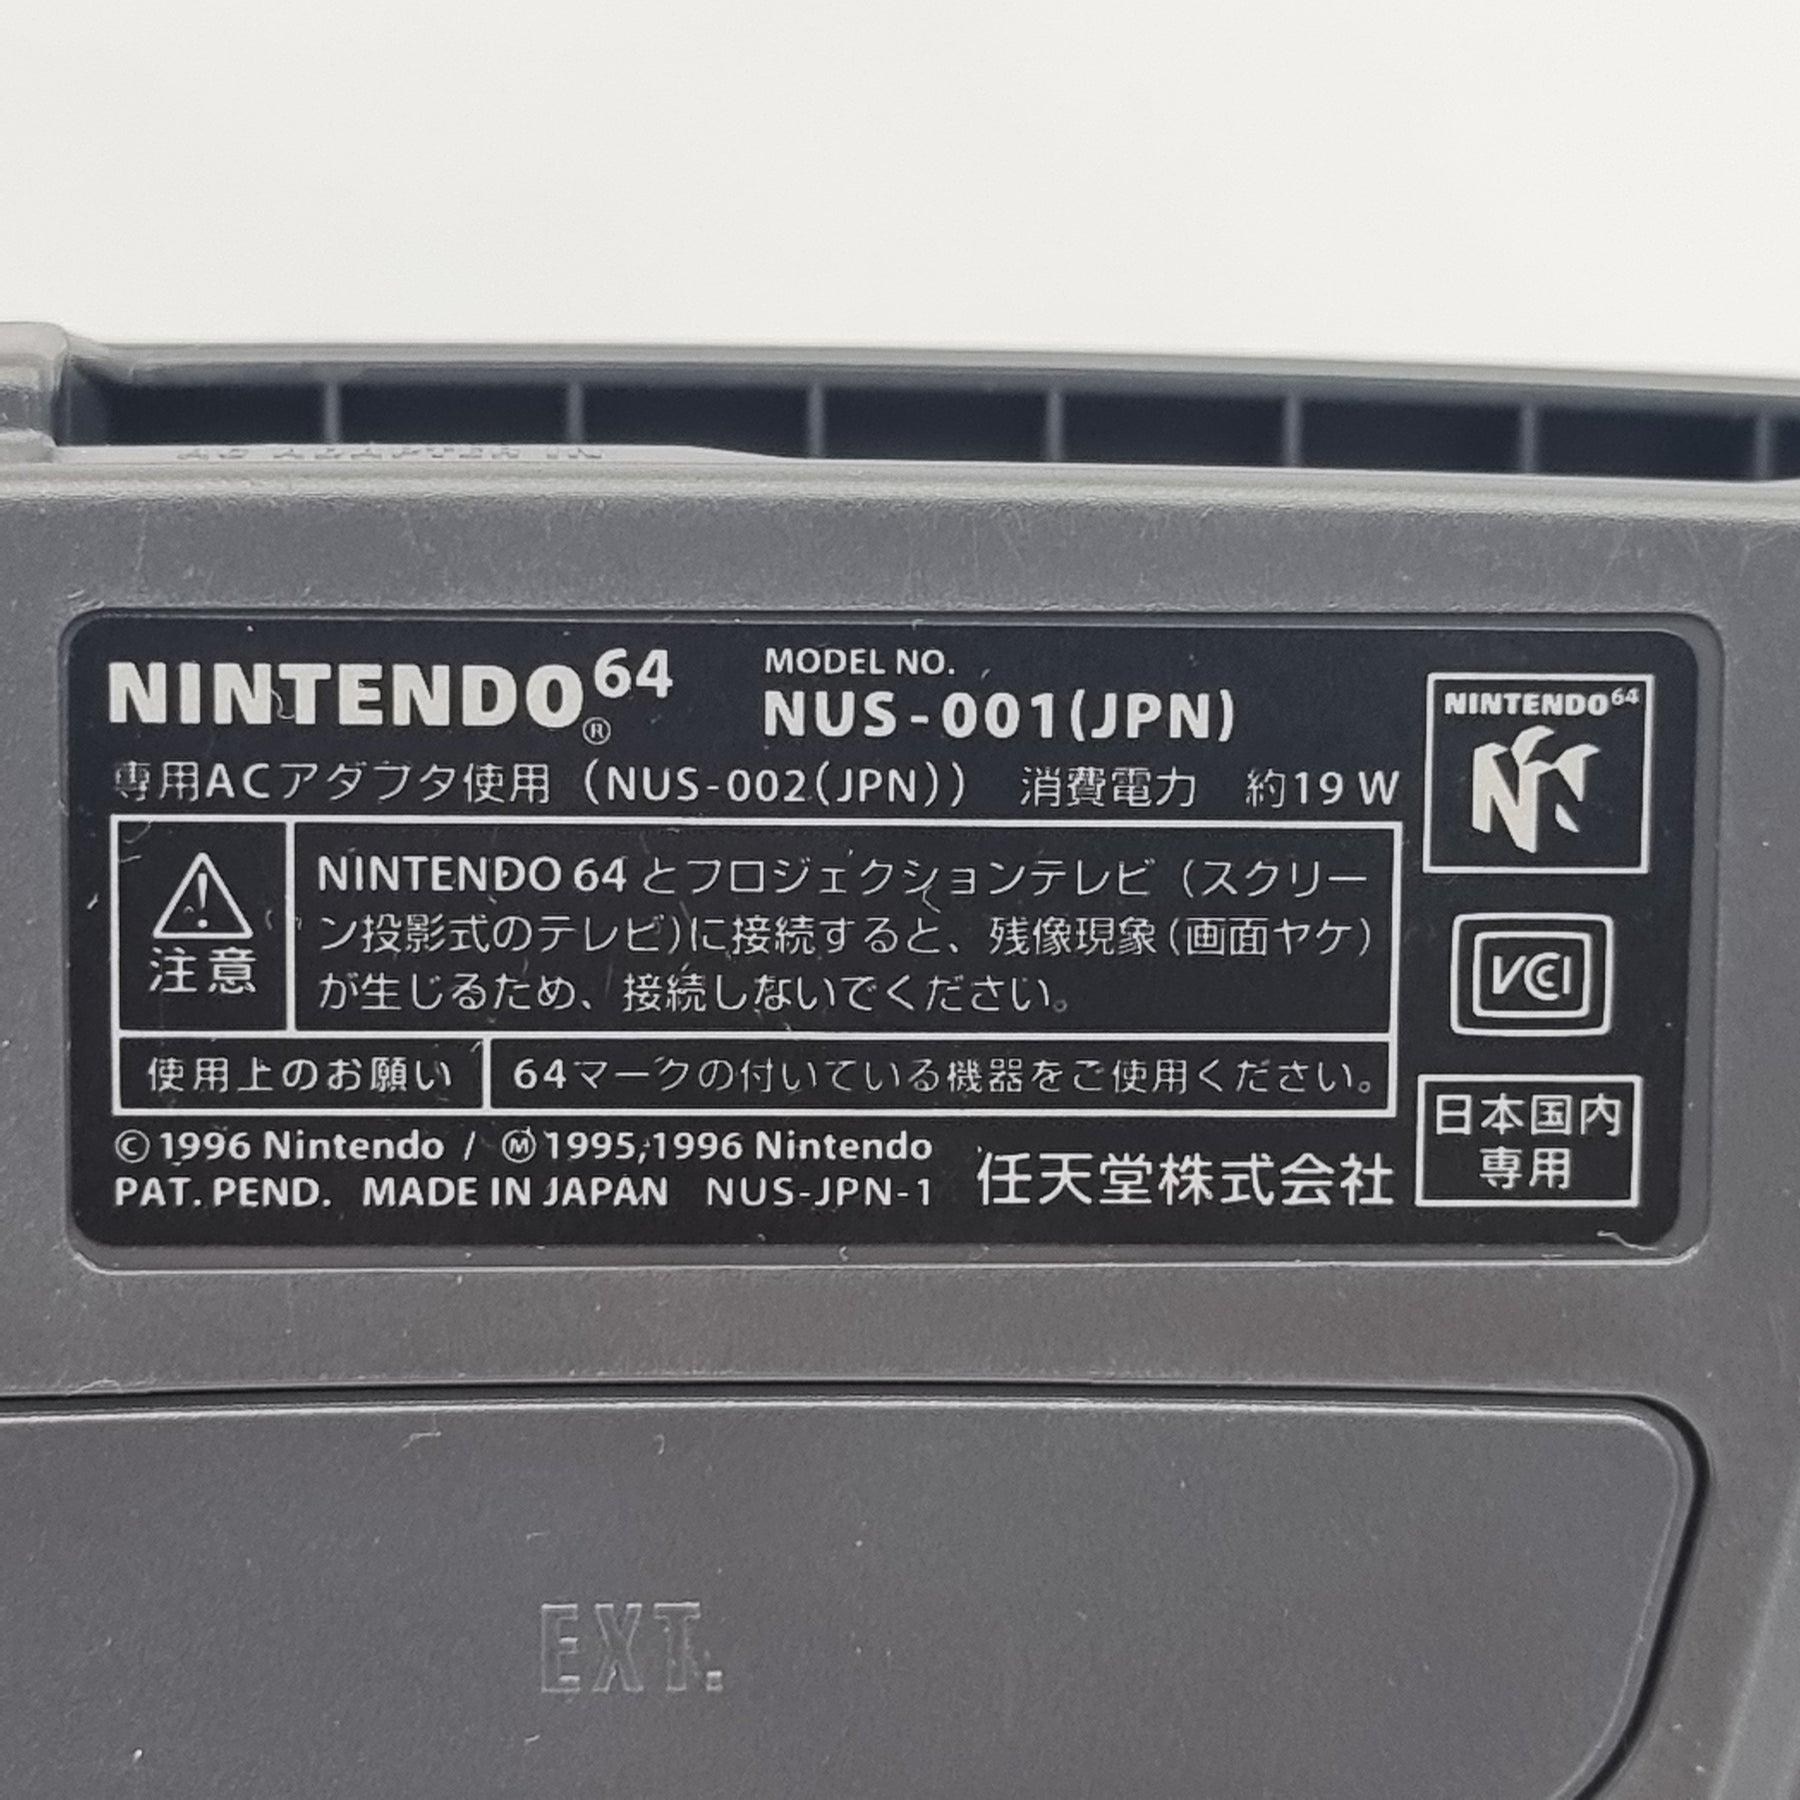 AC ADAPTER IN
NINTENDO®64
MODEL NO.
NUS-001(JPN)
専用ACアダプタ使用(NUS-002(JPN)) 消費電力 約19W
注意
NINTENDO 64とプロジェクションテレビ(スクリー
ン投影式のテレビ)に接続すると、残像現象(画面ヤケ)
が生じるため、接続しないでください。
使用上のお願い
64マークの付いている機器をご使用ください。
© 1996 Nintendo / Ⓜ 1995,1996 Nintendo
PAT. PEND. MADE IN JAPAN NUS-JPN-1
任天堂株式会社
NINTENDO64
N
VCCI
日本国内
専用
EXT.